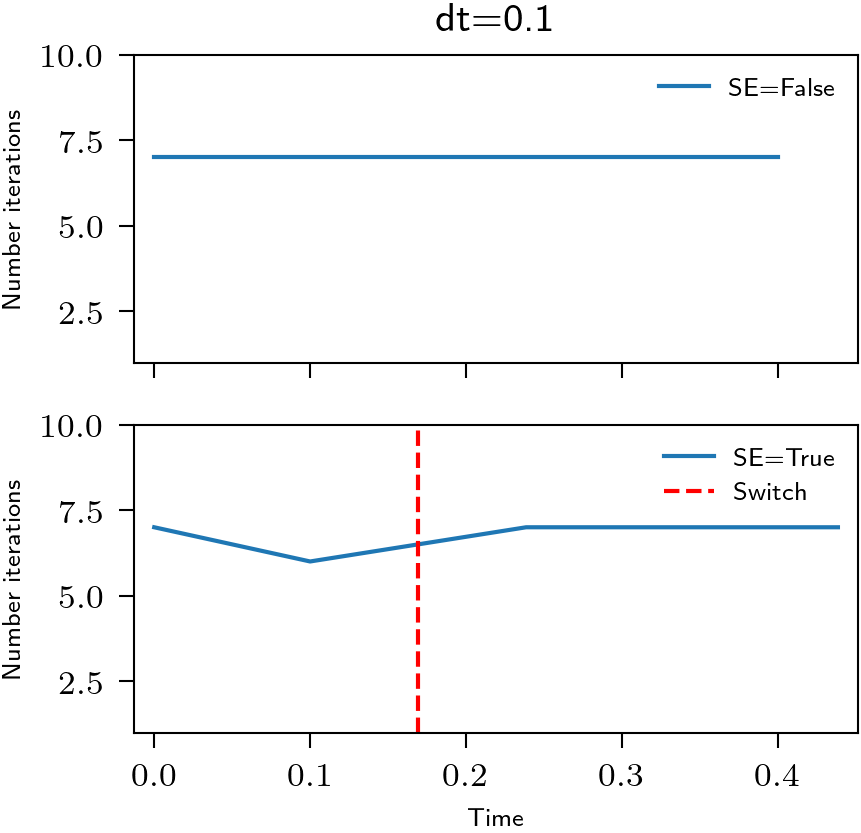 dt=0.1
10.0
7.5
5.0
2.5
Number iterations
SE=False
10.0
7.5
5.0
2.5
Number iterations
SE=True
Switch
0.0 0.1 0.2 0.3 0.4
Time